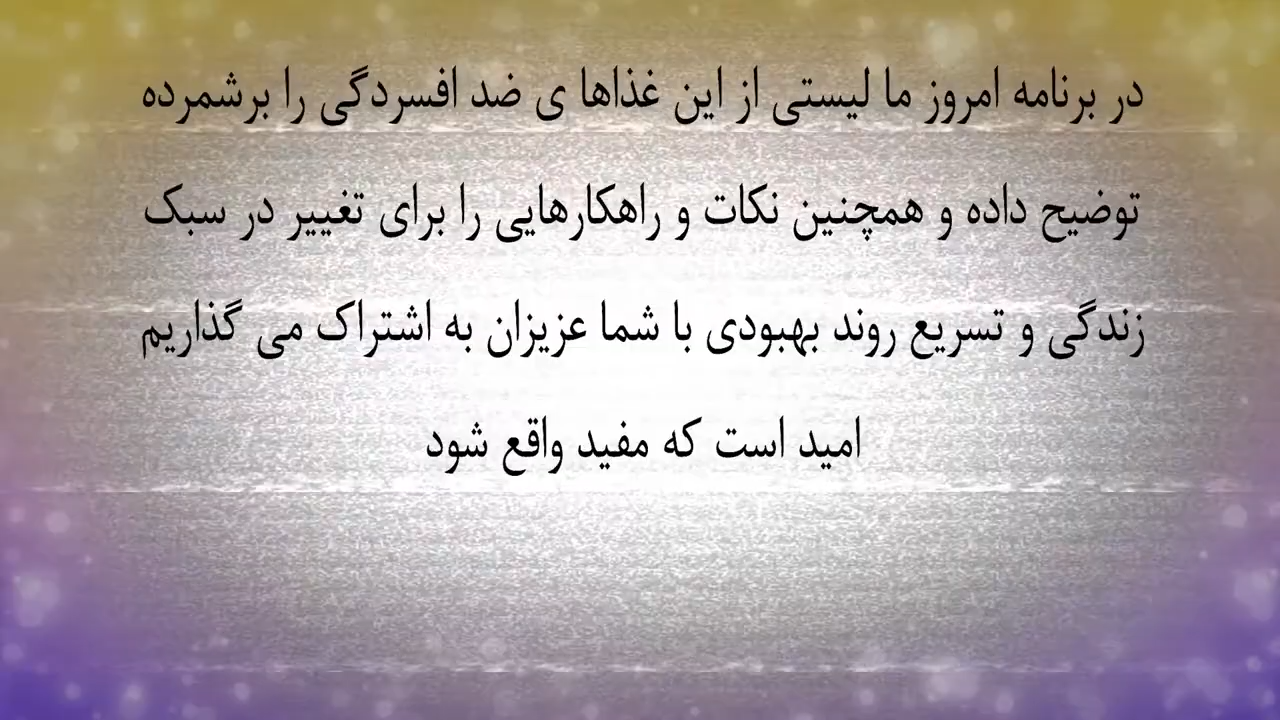 در برنامه امروز ما لیستی از این غذاها ی ضد افسردگی را برشمرده
توضیح داده و همچنین نکات و راهکارهایی را برای تغییر در سبک
زندگی و تسریع روند بهبودی با شما عزیزان به اشتراک می گذاریم
امید است که مفید واقع شود